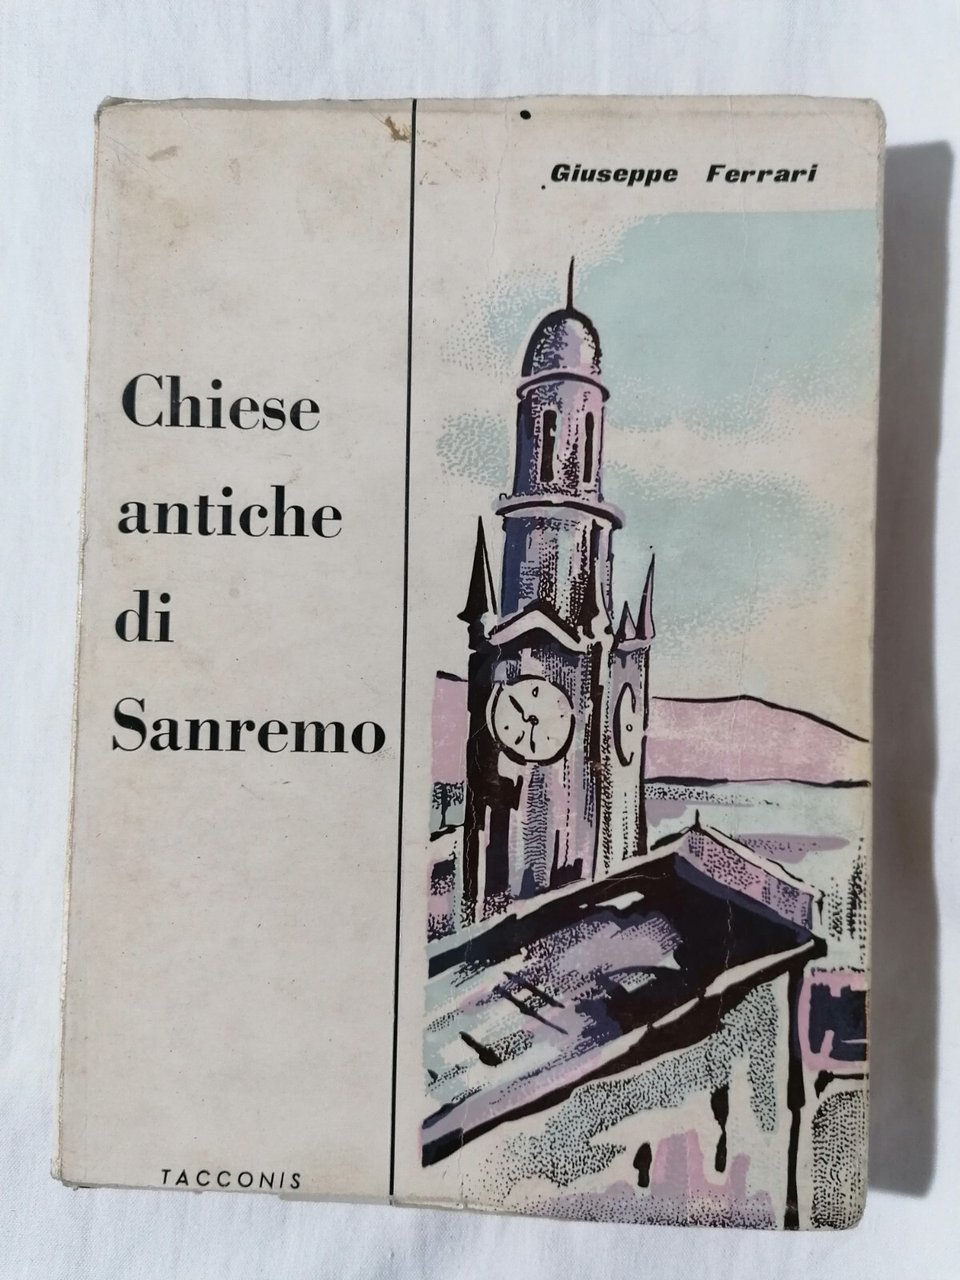 Giuseppe Ferrari
Chiese
antiche
di
Sanremo
TACCONIS